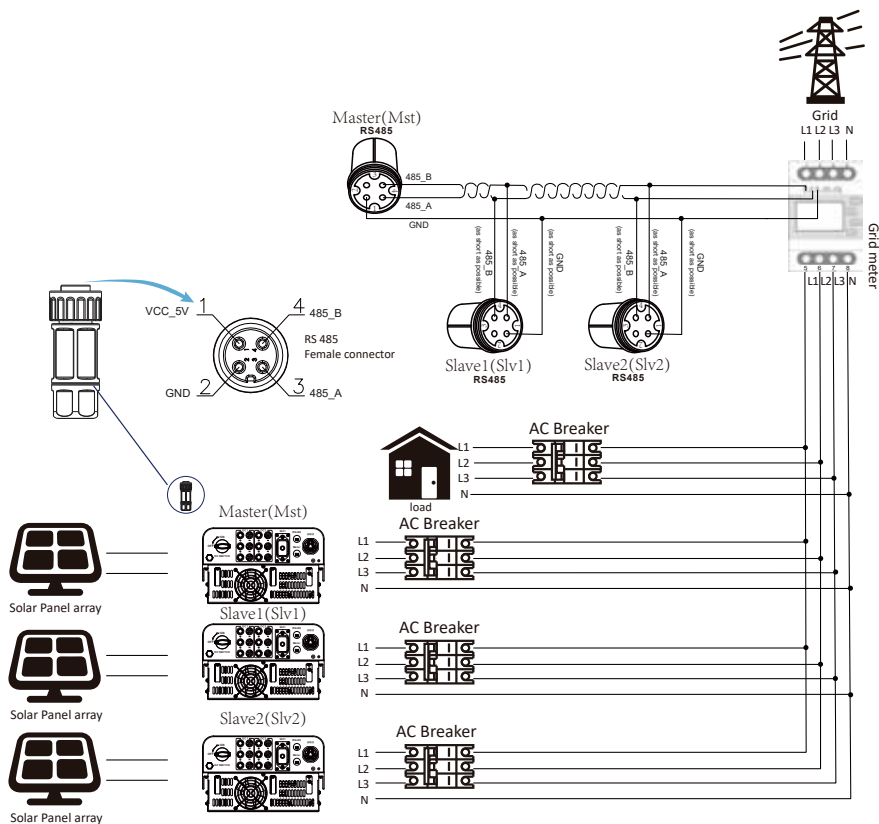 Grid
L1 L2 L3 N
Master(Mst)
RS485
485_B
485_A
GND
Grid meter
5 6 7 8
L1 L2 L3 N
485_B
(as short as possible)
485_A
(as short as possible)
GND
(as short as possible)
485_B
(as short as possible)
485_A
(as short as possible)
GND
(as short as possible)
Slave1(Slv1)
RS485
Slave2(Slv2)
RS485
VCC_5V 1
4 485_B
RS 485
Female connector
GND 2
3 485_A
AC Breaker
L1
L2
L3
N
load
Master(Mst)
AC Breaker
L1
L2
L3
N
Solar Panel array
Slave1(Slv1)
AC Breaker
L1
L2
L3
N
Solar Panel array
Slave2(Slv2)
AC Breaker
L1
L2
L3
N
Solar Panel array